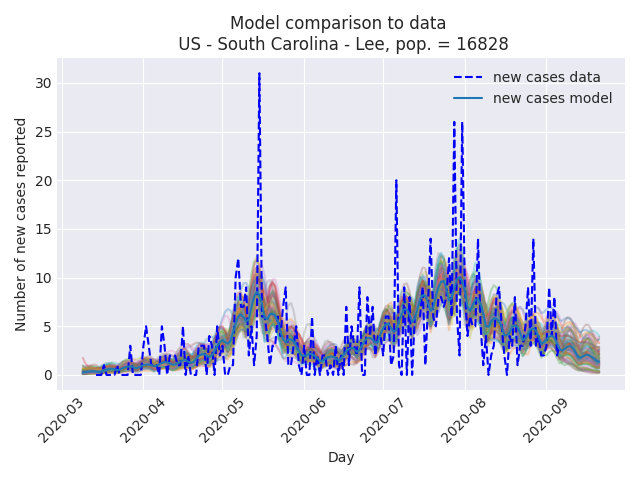 Model comparison to data
US - South Carolina - Lee, pop. = 16828
new cases data
new cases model
Number of new cases reported
30
25
20
15
10
5
0
2020-03
2020-04
2020-05
2020-06
2020-07
2020-08
2020-09
Day